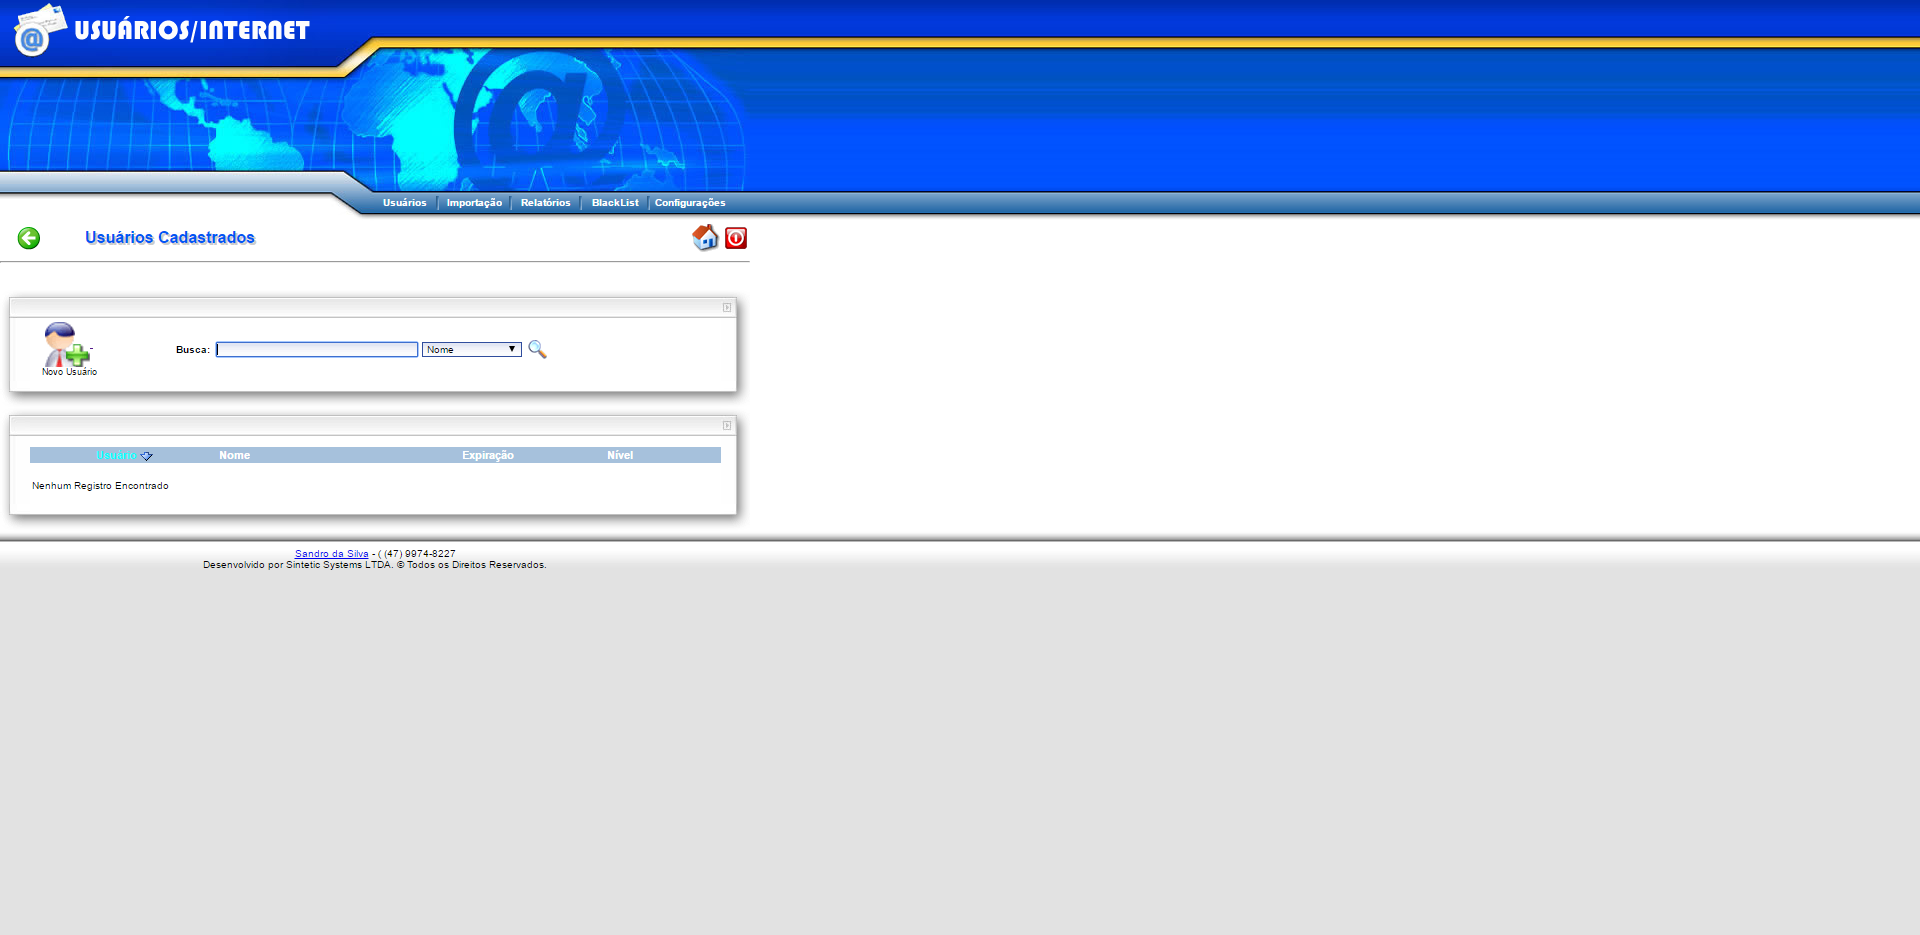 USUÁRIOS/INTERNET
Usuários Importação Relatórios BlackList Configurações
Usuários Cadastrados
Busca: Nome
Novo Usuário
Usuário Nome Expiração Nível
Nenhum Registro Encontrado
Sandro da Silva - ( (47) 9974-8227
Desenvolvido por Sintetic Systems LTDA. © Todos os Direitos Reservados.